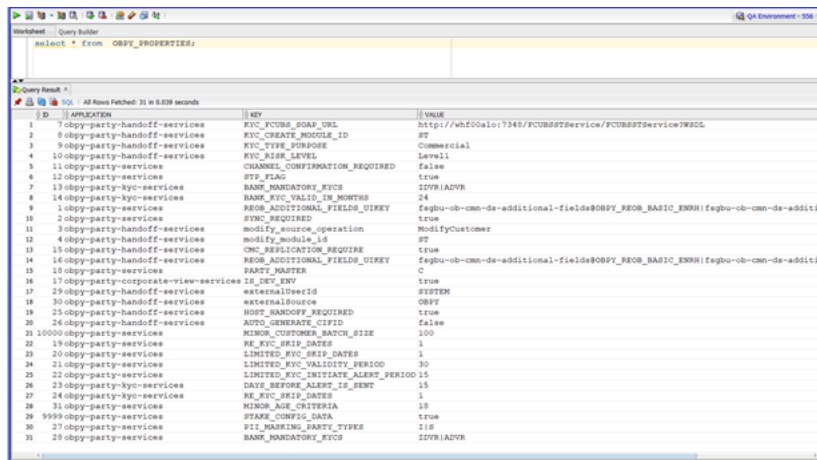 QA Environment - 556
Worksheet Query Builder
select * from OBPY_PROPERTIES;
Query Result ×
SQL | All Rows Fetched: 31 in 0.039 seconds
ID APPLICATION KEY VALUE
1 7 obpy-party-handoff-services KYC_FCUBS_SOAP_URL http://whf00alo:7348/FCUBSSTService/FCUBSSTService?WSDL
2 8 obpy-party-handoff-services KYC_CREATE_MODULE_ID ST
3 9 obpy-party-handoff-services KYC_TYPE_PURPOSE Commercial
4 10 obpy-party-handoff-services KYC_RISK_LEVEL Level1
5 11 obpy-party-services CHANNEL_CONFIRMATION_REQUIRED false
6 12 obpy-party-services STP_FLAG true
7 13 obpy-party-kyc-services BANK_MANDATORY_KYCS IDVR|ADVR
8 14 obpy-party-kyc-services BANK_KYC_VALID_IN_MONTHS 24
9 1 obpy-party-services REOB_ADDITIONAL_FIELDS_UIKEY fsgbu-ob-cmn-ds-additional-fields@OBPY_REOB_BASIC_ENRH|fsgbu-ob-cmn-ds-additi
10 2 obpy-party-services SYNC_REQUIRED true
11 3 obpy-party-handoff-services modify_source_operation ModifyCustomer
12 4 obpy-party-handoff-services modify_module_id ST
13 15 obpy-party-handoff-services CMC_REPLICATION_REQUIRE true
14 16 obpy-party-handoff-services REOB_ADDITIONAL_FIELDS_UIKEY fsgbu-ob-cmn-ds-additional-fields@OBPY_REOB_BASIC_ENRH|fsgbu-ob-cmn-ds-additi
15 18 obpy-party-services PARTY_MASTER C
16 17 obpy-party-corporate-view-services IS_DEV_ENV true
17 29 obpy-party-handoff-services externalUserId SYSTEM
18 30 obpy-party-handoff-services externalSource OBPY
19 25 obpy-party-handoff-services HOST_HANDOFF_REQUIRED true
20 26 obpy-party-handoff-services AUTO_GENERATE_CIFID false
21 10000 obpy-party-services MINOR_CUSTOMER_BATCH_SIZE 100
22 19 obpy-party-services RE_KYC_SKIP_DATES 1
23 20 obpy-party-services LIMITED_KYC_SKIP_DATES 1
24 21 obpy-party-services LIMITED_KYC_VALIDITY_PERIOD 30
25 22 obpy-party-services LIMITED_KYC_INITIATE_ALERT_PERIOD 15
26 23 obpy-party-kyc-services DAYS_BEFORE_ALERT_IS_SENT 15
27 24 obpy-party-kyc-services RE_KYC_SKIP_DATES 1
28 31 obpy-party-services MINOR_AGE_CRITERIA 18
29 9999 obpy-party-services STAKE_CONFIG_DATA true
30 27 obpy-party-services PII_MASKING_PARTY_TYPES I|S
31 28 obpy-party-services BANK_MANDATORY_KYCS IDVR|ADVR